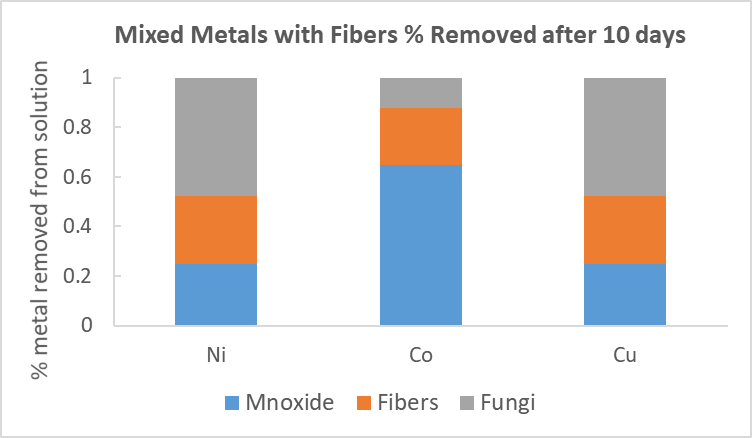 Mixed Metals with Fibers % Removed after 10 days
% metal removed from solution
1
0.8
0.6
0.4
0.2
0
Ni Co Cu
Mnoxide Fibers Fungi